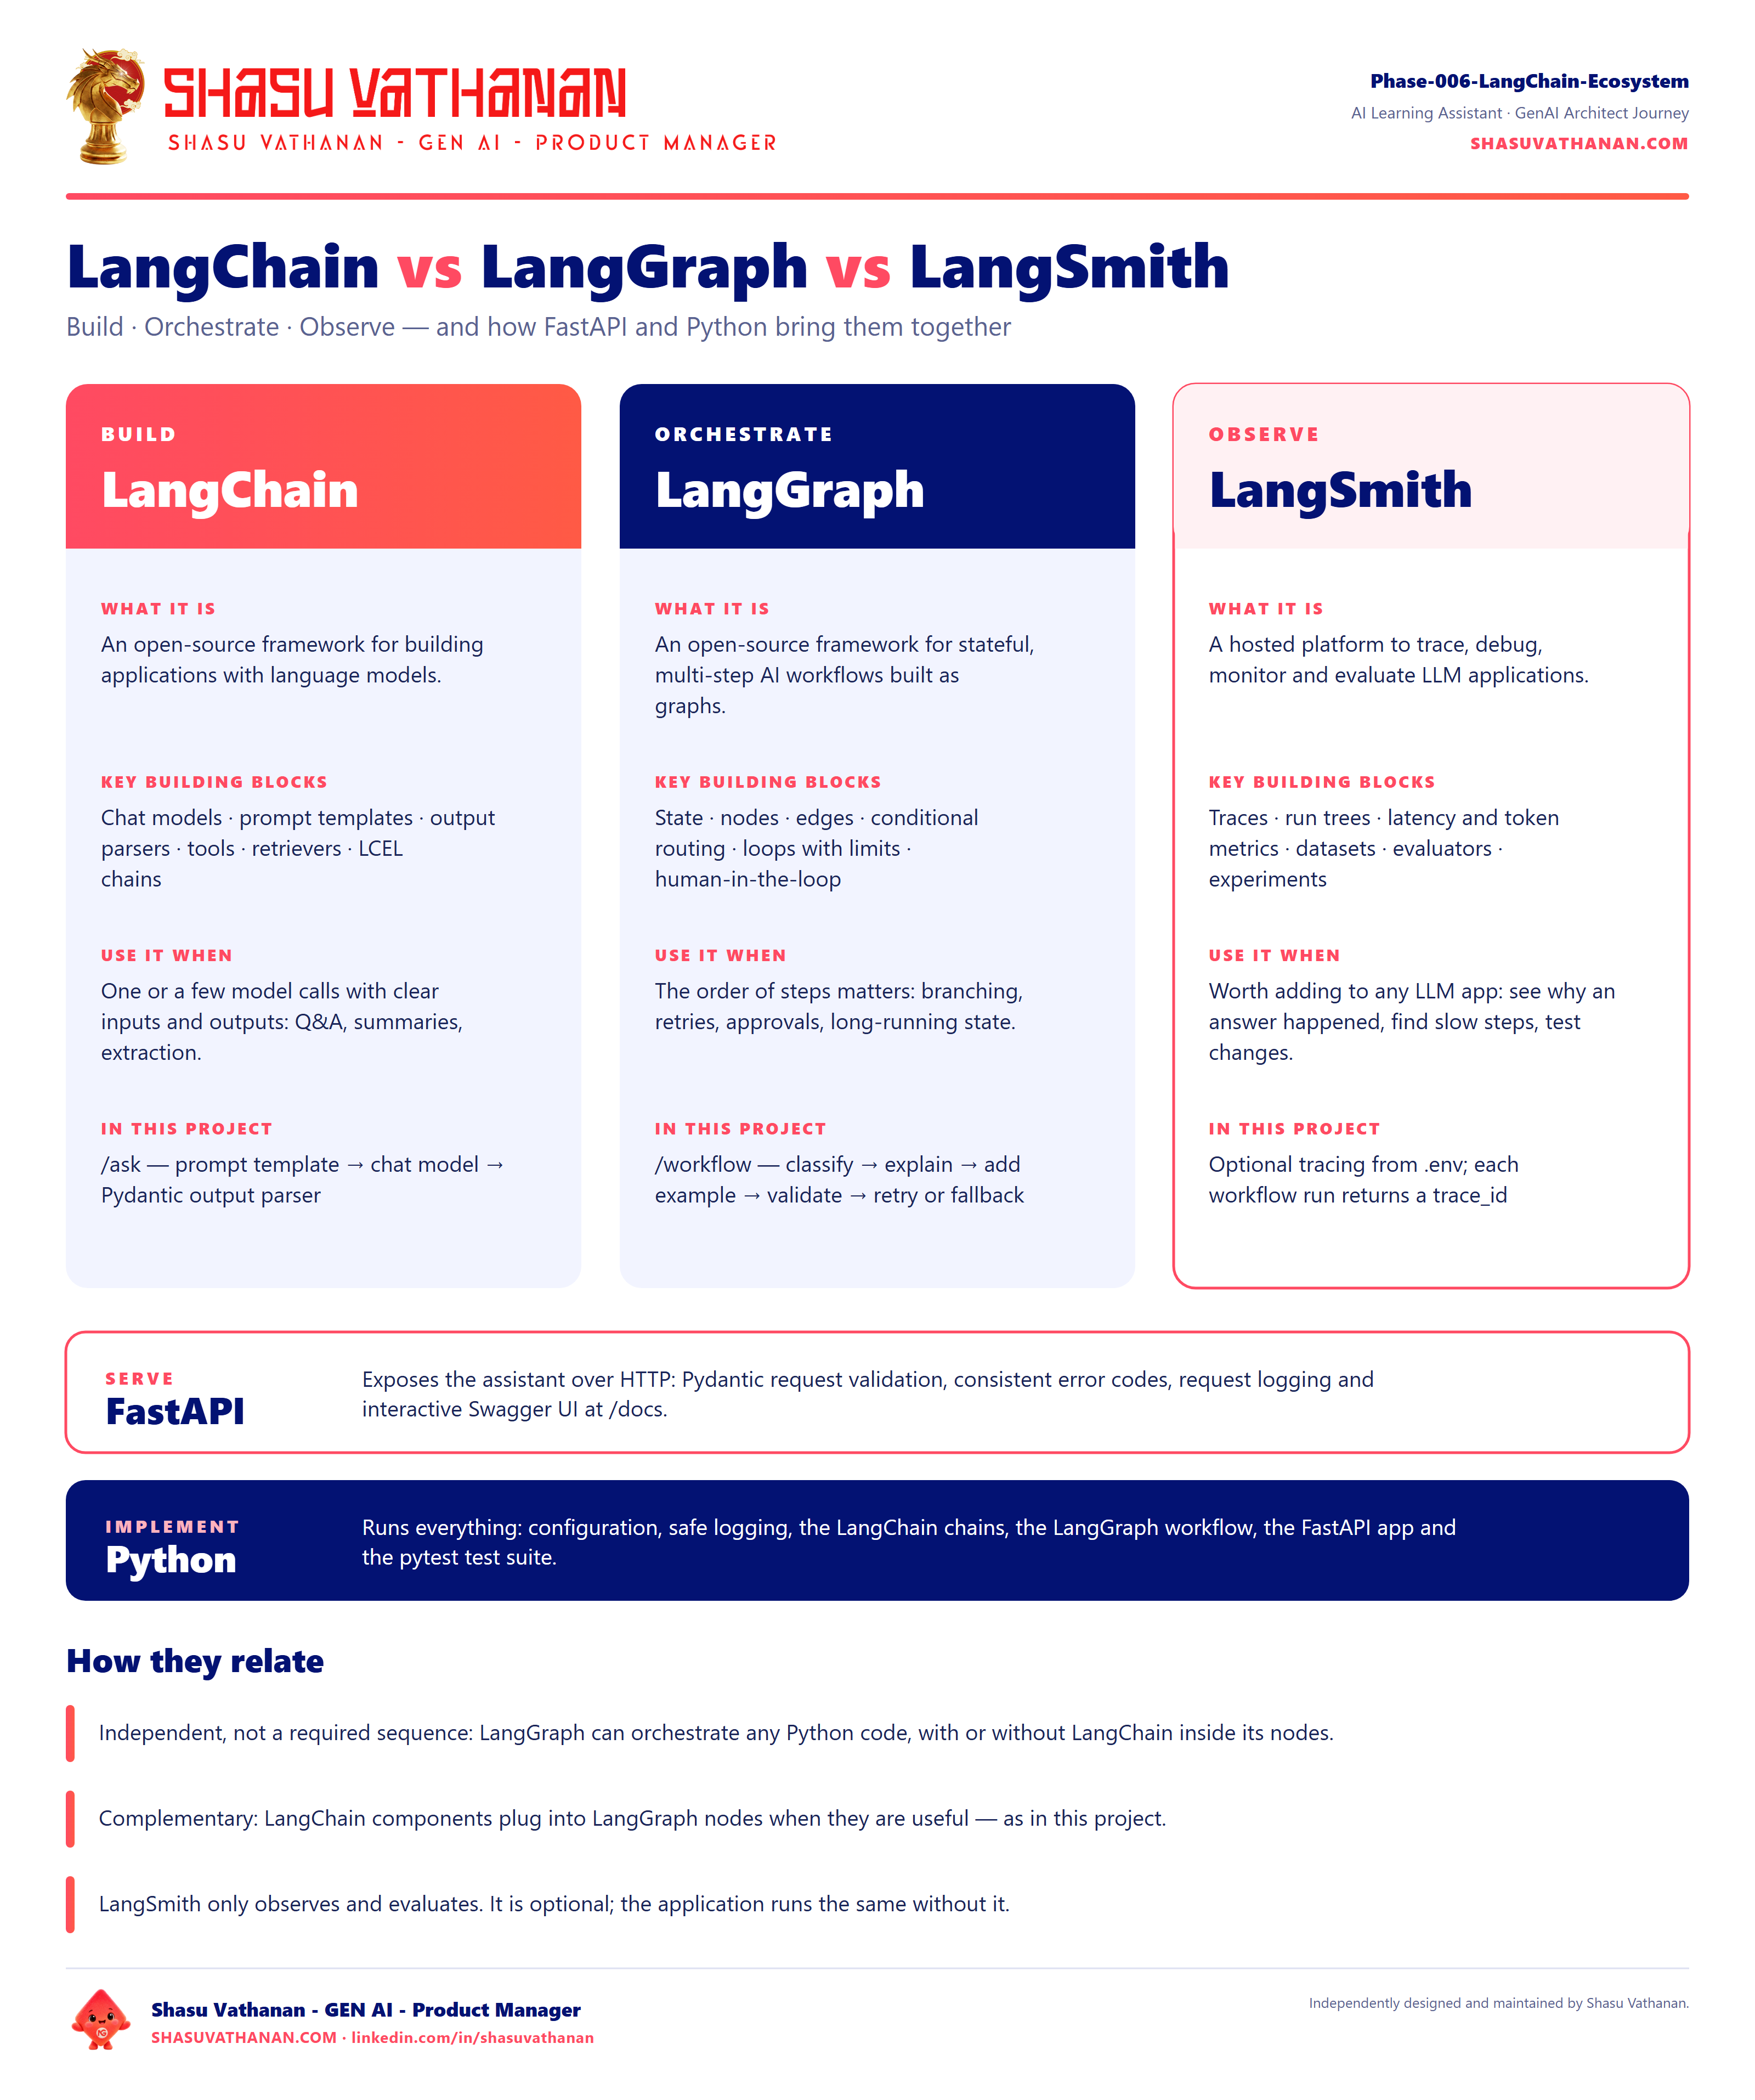 SHASU VATHANAN
SHASU VATHANAN - GEN AI - PRODUCT MANAGER
Phase-006-LangChain-Ecosystem
AI Learning Assistant · GenAI Architect Journey
SHASUVATHANAN.COM
LangChain vs LangGraph vs LangSmith
Build · Orchestrate · Observe — and how FastAPI and Python bring them together
BUILD
LangChain
WHAT IT IS
An open-source framework for building
applications with language models.
KEY BUILDING BLOCKS
Chat models · prompt templates · output
parsers · tools · retrievers · LCEL
chains
USE IT WHEN
One or a few model calls with clear
inputs and outputs: Q&A, summaries,
extraction.
IN THIS PROJECT
/ask — prompt template → chat model →
Pydantic output parser
ORCHESTRATE
LangGraph
WHAT IT IS
An open-source framework for stateful,
multi-step AI workflows built as
graphs.
KEY BUILDING BLOCKS
State · nodes · edges · conditional
routing · loops with limits ·
human-in-the-loop
USE IT WHEN
The order of steps matters: branching,
retries, approvals, long-running state.
IN THIS PROJECT
/workflow — classify → explain → add
example → validate → retry or fallback
OBSERVE
LangSmith
WHAT IT IS
A hosted platform to trace, debug,
monitor and evaluate LLM applications.
KEY BUILDING BLOCKS
Traces · run trees · latency and token
metrics · datasets · evaluators ·
experiments
USE IT WHEN
Worth adding to any LLM app: see why an
answer happened, find slow steps, test
changes.
IN THIS PROJECT
Optional tracing from .env; each
workflow run returns a trace_id
SERVE
FastAPI
Exposes the assistant over HTTP: Pydantic request validation, consistent error codes, request logging and
interactive Swagger UI at /docs.
IMPLEMENT
Python
Runs everything: configuration, safe logging, the LangChain chains, the LangGraph workflow, the FastAPI app and
the pytest test suite.
How they relate
Independent, not a required sequence: LangGraph can orchestrate any Python code, with or without LangChain inside its nodes.
Complementary: LangChain components plug into LangGraph nodes when they are useful — as in this project.
LangSmith only observes and evaluates. It is optional; the application runs the same without it.
Shasu Vathanan - GEN AI - Product Manager
SHASUVATHANAN.COM · linkedin.com/in/shasuvathanan
Independently designed and maintained by Shasu Vathanan.